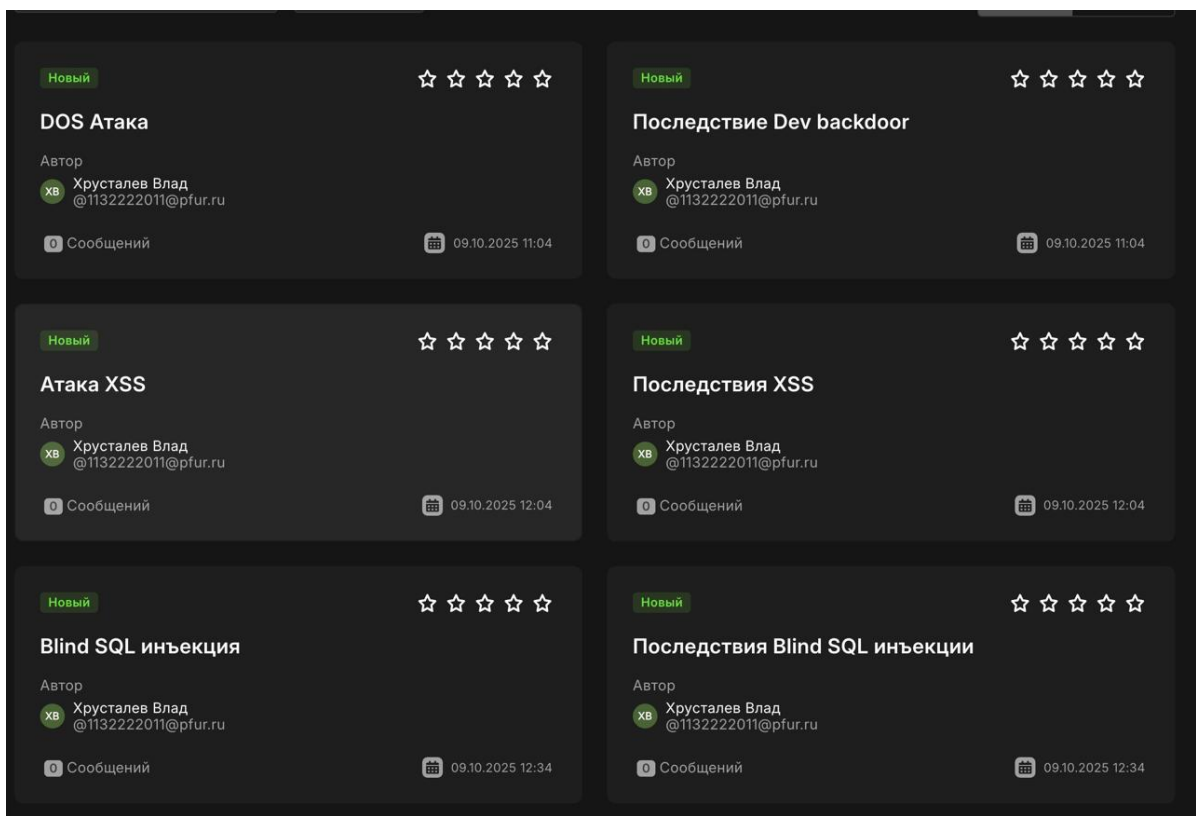 Новый
DOS Атака
Автор
ХВ Хрусталев Влад
@1132222011@pfur.ru
0 Сообщений 09.10.2025 11:04
Новый
Последствие Dev backdoor
Автор
ХВ Хрусталев Влад
@1132222011@pfur.ru
0 Сообщений 09.10.2025 11:04
Новый
Атака XSS
Автор
ХВ Хрусталев Влад
@1132222011@pfur.ru
0 Сообщений 09.10.2025 12:04
Новый
Последствия XSS
Автор
ХВ Хрусталев Влад
@1132222011@pfur.ru
0 Сообщений 09.10.2025 12:04
Новый
Blind SQL инъекция
Автор
ХВ Хрусталев Влад
@1132222011@pfur.ru
0 Сообщений 09.10.2025 12:34
Новый
Последствия Blind SQL инъекции
Автор
ХВ Хрусталев Влад
@1132222011@pfur.ru
0 Сообщений 09.10.2025 12:34